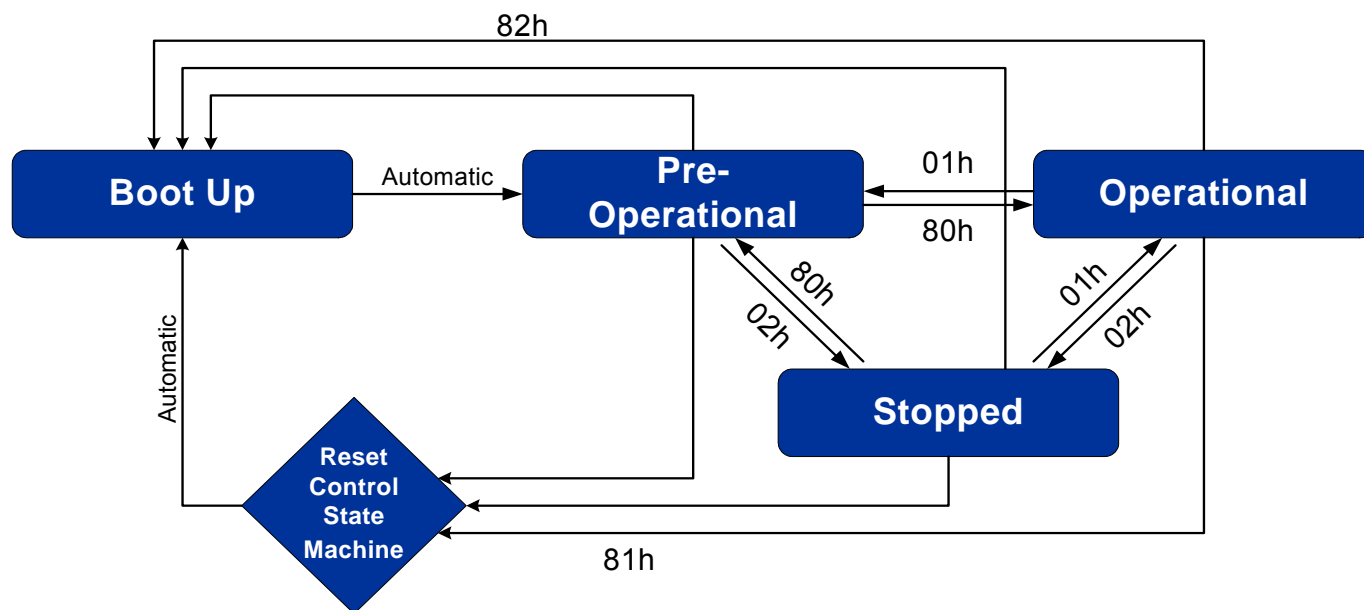 82h
Boot Up
Automatic
Pre-
Operational
01h
80h
Operational
80h
02h
01h
02h
Automatic
Stopped
Reset
Control
State
Machine
81h